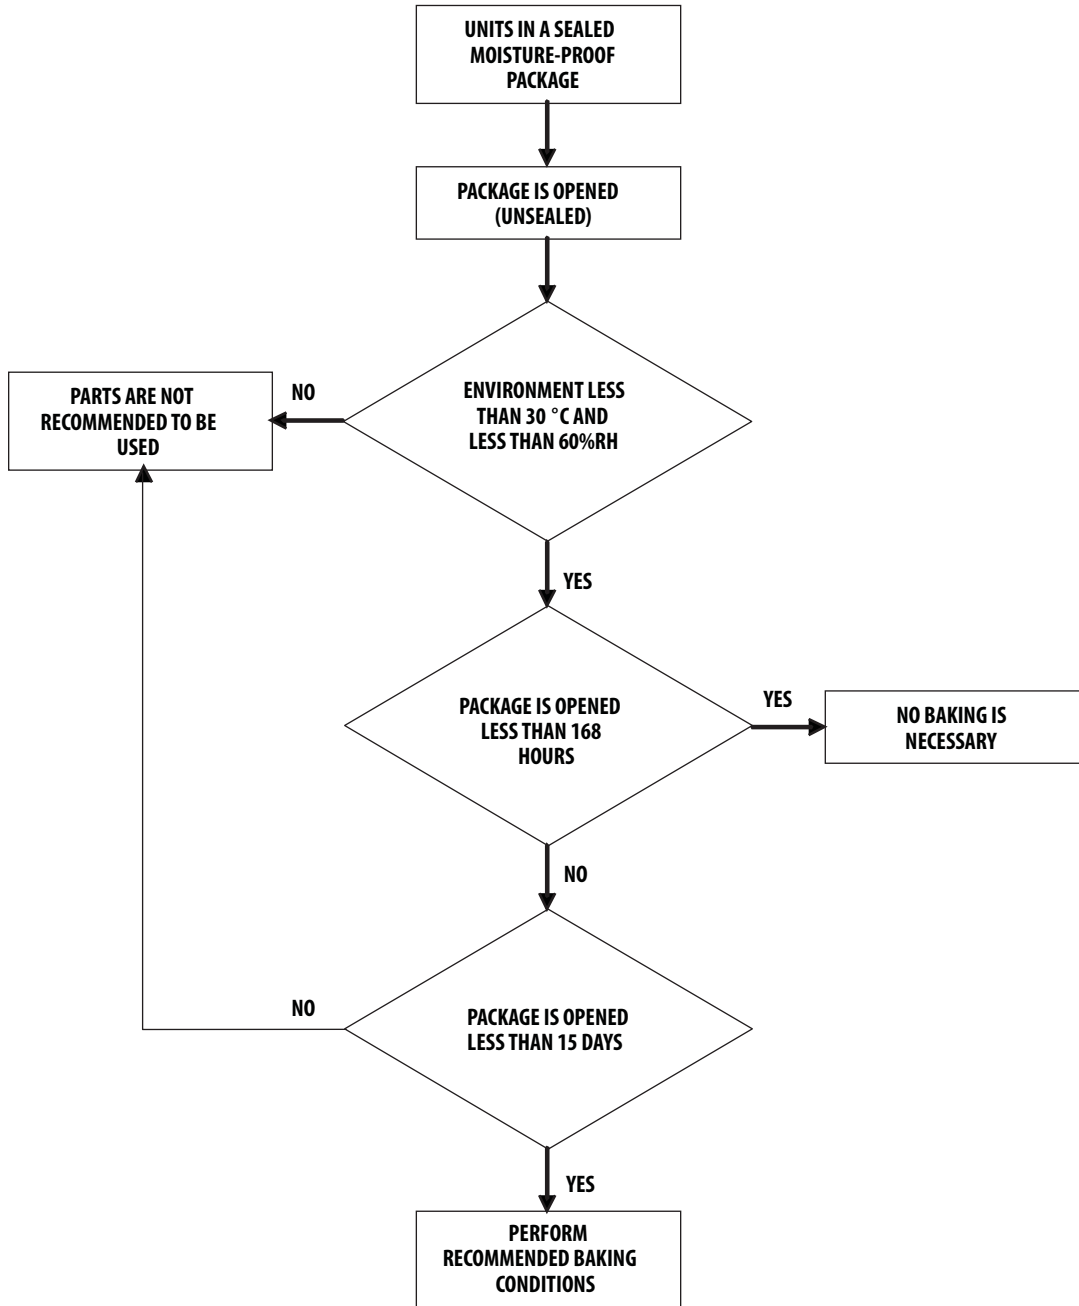 UNITS IN A SEALED
MOISTURE-PROOF
PACKAGE
PACKAGE IS OPENED
(UNSEALED)
ENVIRONMENT LESS
THAN 30 °C AND
LESS THAN 60%RH
NO
PARTS ARE NOT
RECOMMENDED TO BE
USED
YES
PACKAGE IS OPENED
LESS THAN 168
HOURS
YES
NO BAKING IS
NECESSARY
NO
PACKAGE IS OPENED
LESS THAN 15 DAYS
NO
YES
PERFORM
RECOMMENDED BAKING
CONDITIONS